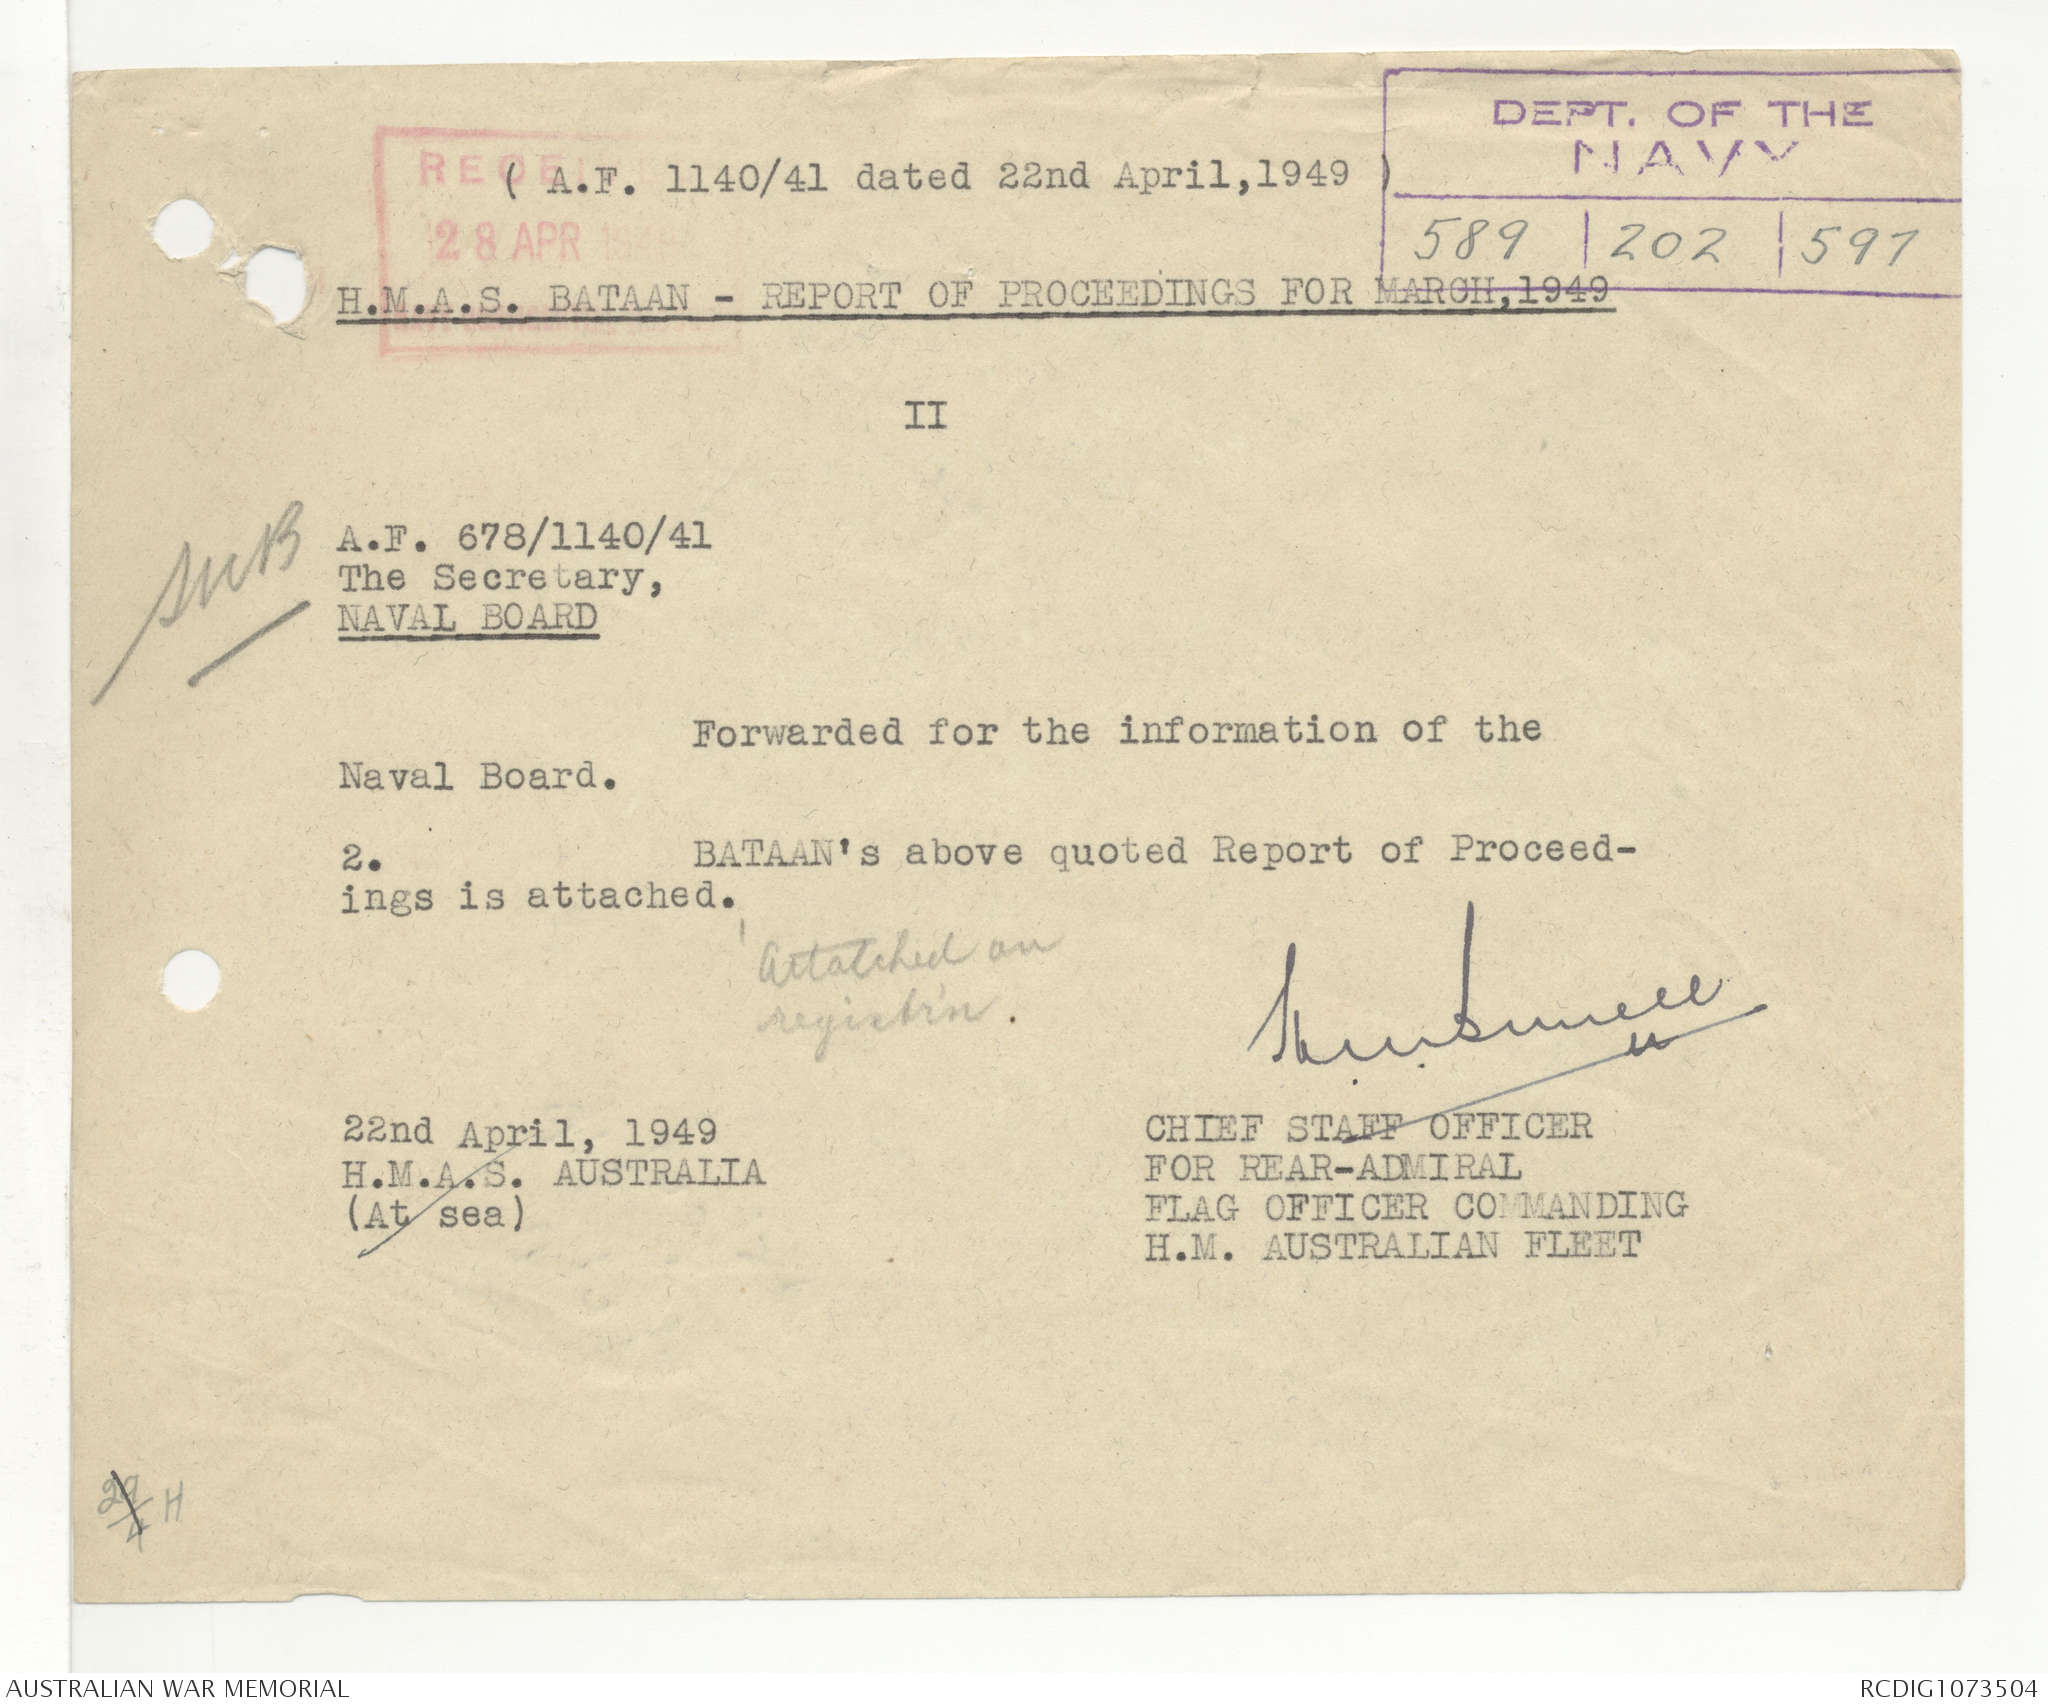 DEPT. OF THE
NAVY
589 | 202 | 597
( A.F. 1140/41 dated 22nd April,1949 )
28 APR
H.M.A.S. BATAAN - REPORT OF PROCEEDINGS FOR MARCH,1949
II
A.F. 678/1140/41
The Secretary,
NAVAL BOARD
Forwarded for the information of the
Naval Board.
2. BATAAN's above quoted Report of Proceed-
ings is attached.
Attatched on
registr'n.
22nd April, 1949
H.M.A.S. AUSTRALIA
(At sea)
CHIEF STAFF OFFICER
FOR REAR-ADMIRAL
FLAG OFFICER COMMANDING
H.M. AUSTRALIAN FLEET
29/4 H
AUSTRALIAN WAR MEMORIAL
RCDIG1073504